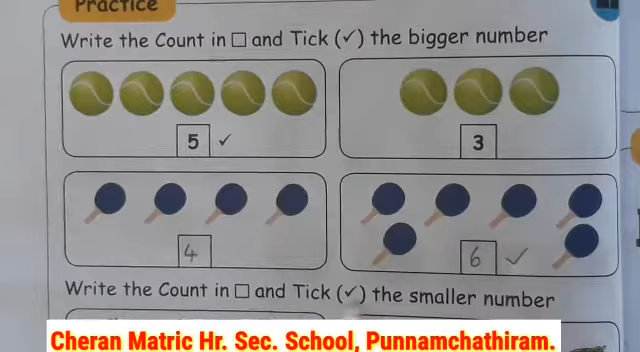 Practice
Write the Count in □ and Tick (✓) the bigger number
5 ✓
3
4
6 ✓
Write the Count in □ and Tick (✓) the smaller number
Cheran Matric Hr. Sec. School, Punnamchathiram.